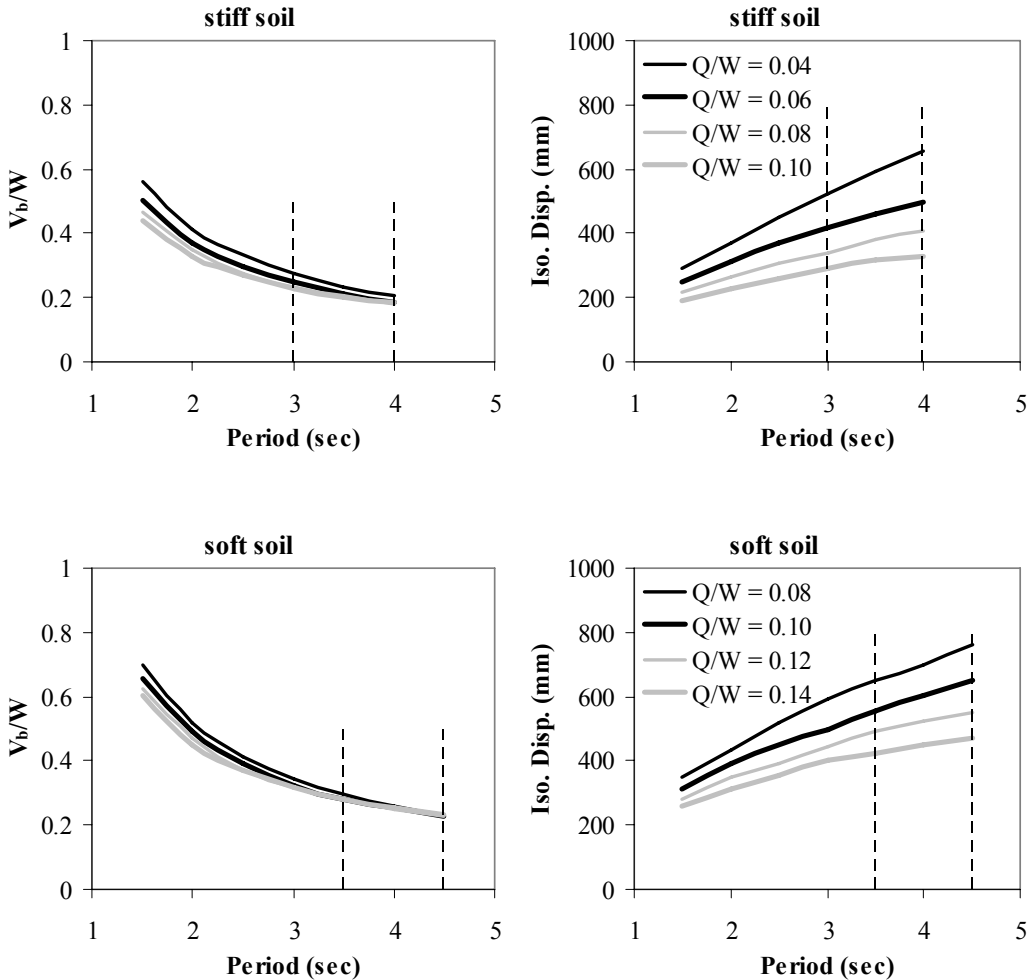 stiff soil
1
0.8
0.6
0.4
0.2
0
V_b/W
1 2 3 4 5
Period (sec)
stiff soil
1000
800
600
400
200
0
Iso. Disp. (mm)
Q/W = 0.04
Q/W = 0.06
Q/W = 0.08
Q/W = 0.10
1 2 3 4 5
Period (sec)
soft soil
1
0.8
0.6
0.4
0.2
0
V_b/W
1 2 3 4 5
Period (sec)
soft soil
1000
800
600
400
200
0
Iso. Disp. (mm)
Q/W = 0.08
Q/W = 0.10
Q/W = 0.12
Q/W = 0.14
1 2 3 4 5
Period (sec)